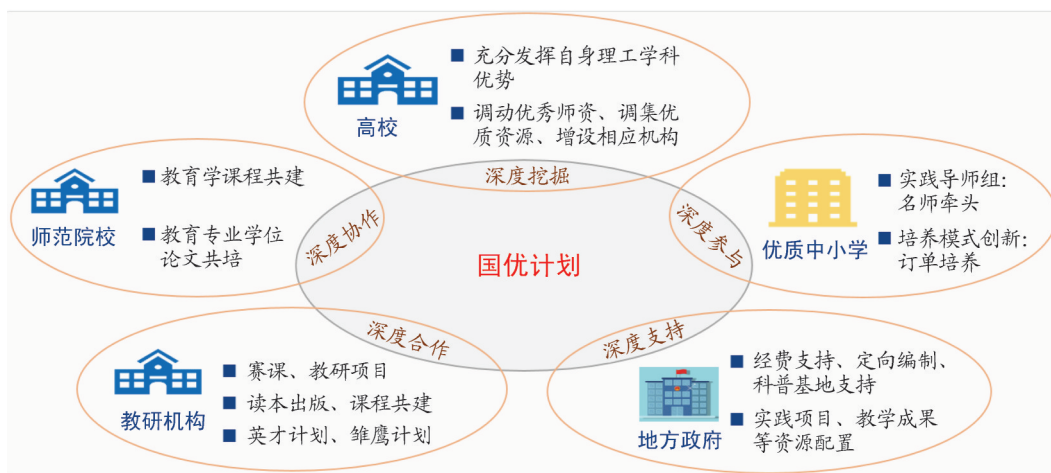 充分发挥自身理工学科
优势
调动优秀师资、调集优
质资源、增设相应机构
高校
深度挖掘
教育学课程共建
教育专业学位
论文共培
师范院校
深度协作
国优计划
实践导师组:
名师牵头
培养模式创新:
订单培养
优质中小学
深度参与
深度合作
赛课、教研项目
读本出版、课程共建
英才计划、雏鹰计划
教研机构
深度支持
经费支持、定向编制、
科普基地支持
实践项目、教学成果
等资源配置
地方政府